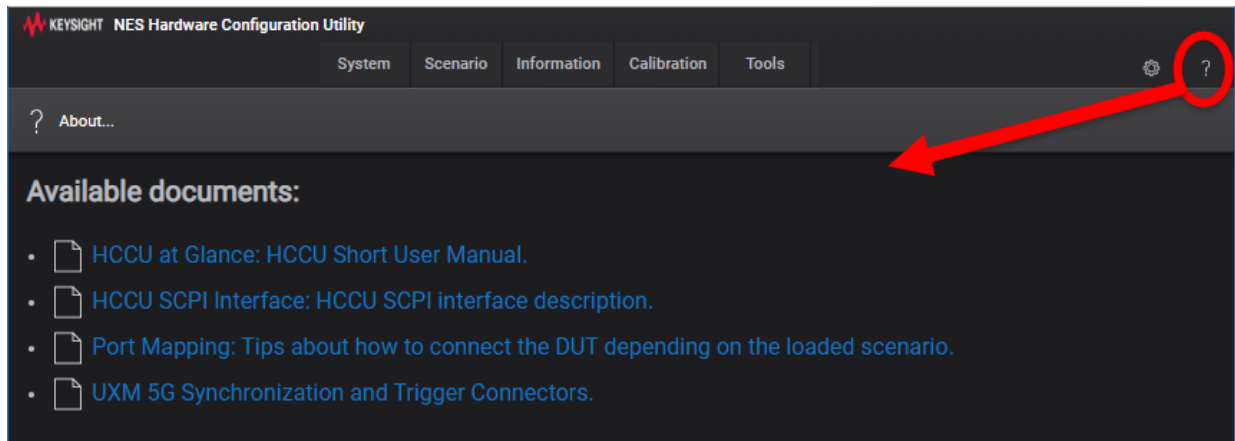 KEYSIGHT NES Hardware Configuration Utility
System Scenario Information Calibration Tools ?
? About...
Available documents:
• HCCU at Glance: HCCU Short User Manual.
• HCCU SCPI Interface: HCCU SCPI interface description.
• Port Mapping: Tips about how to connect the DUT depending on the loaded scenario.
• UXM 5G Synchronization and Trigger Connectors.